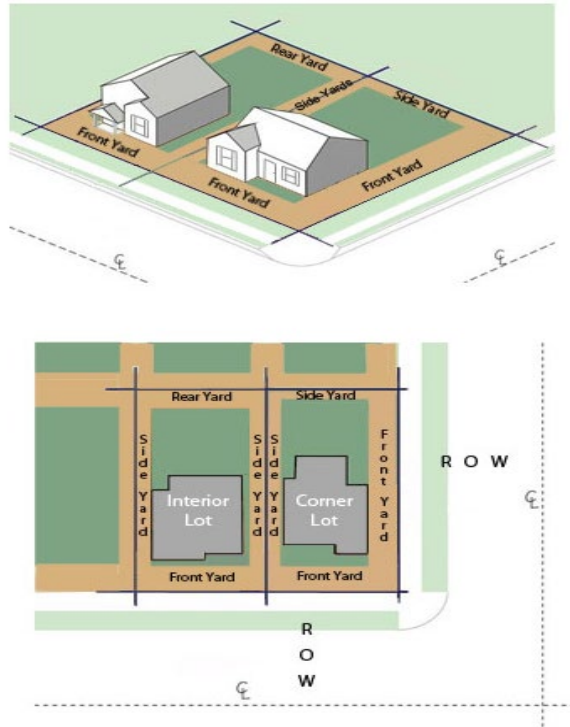 Rear Yard
Side Yards
Side Yard
Front Yard
Front Yard
Front Yard
℄
℄
Rear Yard
Side Yard
Side Yard
Side Yard
Side Yard
Front Yard
ROW
Interior
Lot
Corner
Lot
℄
Front Yard
Front Yard
R
O
W
℄